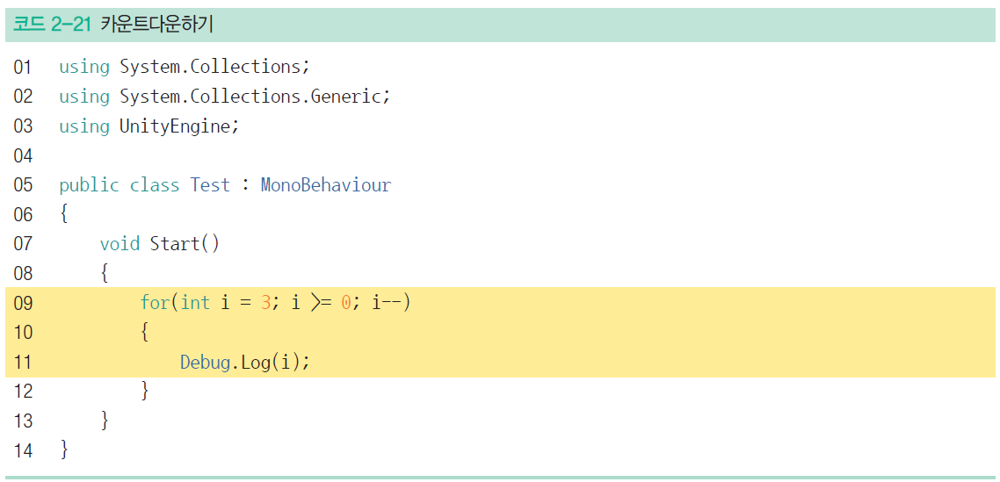 코드 2-21 카운트다운하기
01 using System.Collections;
02 using System.Collections.Generic;
03 using UnityEngine;
04
05 public class Test : MonoBehaviour
06 {
07     void Start()
08     {
09         for(int i = 3; i >= 0; i--)
10         {
11             Debug.Log(i);
12         }
13     }
14 }